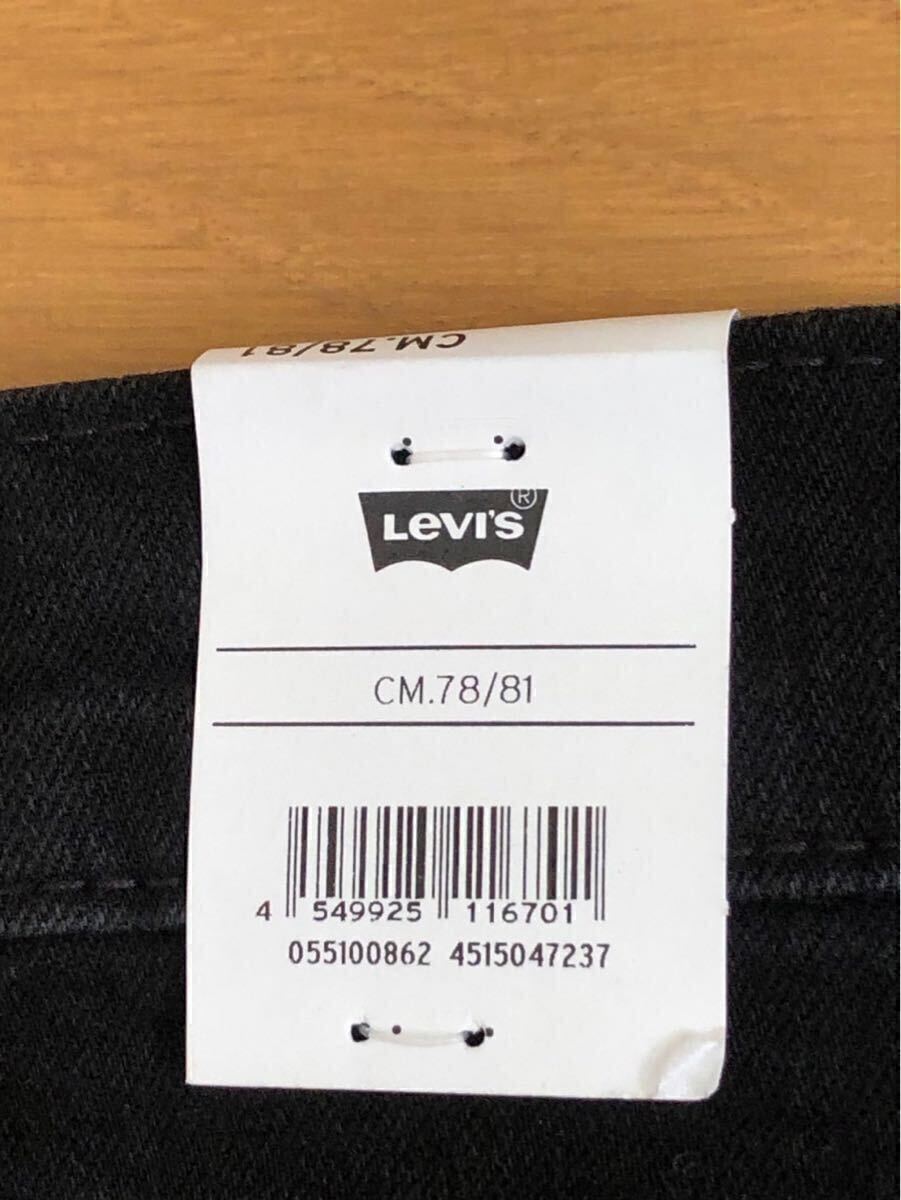 CM.78/81
LEVI'S ®
CM.78/81
4 549925 116701
055100862 4515047237